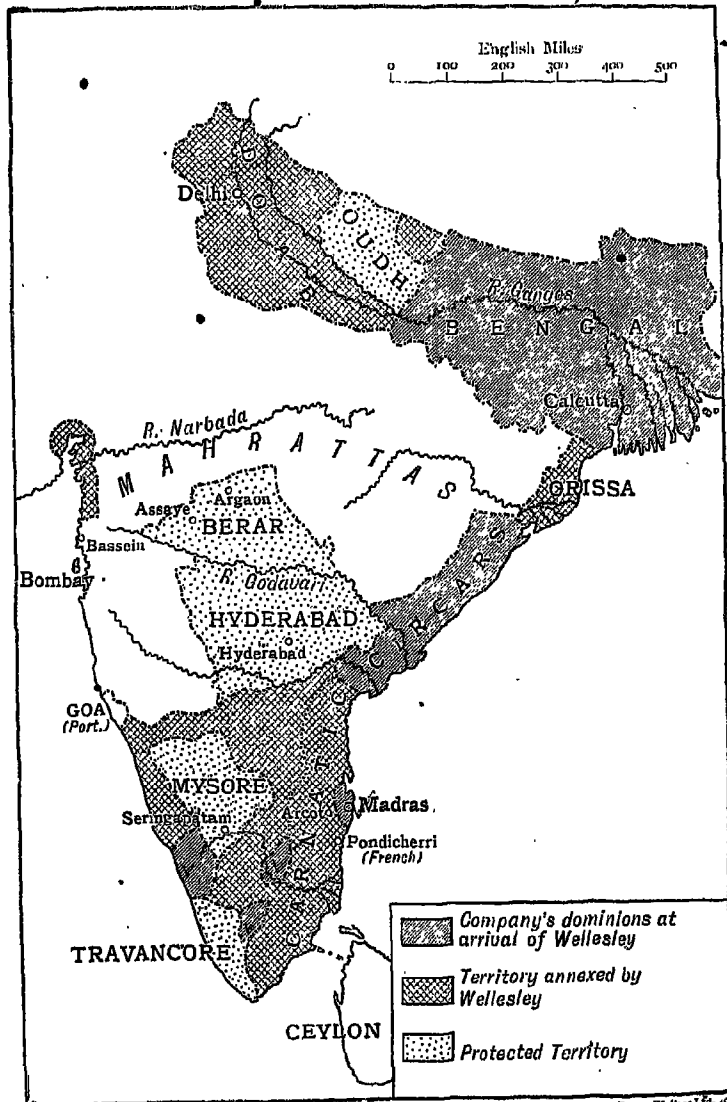 English Miles
0 100 200 300 400 500
Delhi
OUDH
R. Ganges
BENGAL
Calcutta
R. Narbada
MAHRATTAS
ORISSA
Argaon
Assaye
BERAR
Bassein
Bombay
R. Godavari
CIRCARS
HYDERABAD
Hyderabad
GOA
(Port.)
CARNATIC
MYSORE
Seringapatam
Arcot
Madras
Pondicherri
(French)
TRAVANCORE
CEYLON
Company's dominions at
arrival of Wellesley
Territory annexed by
Wellesley
Protected Territory